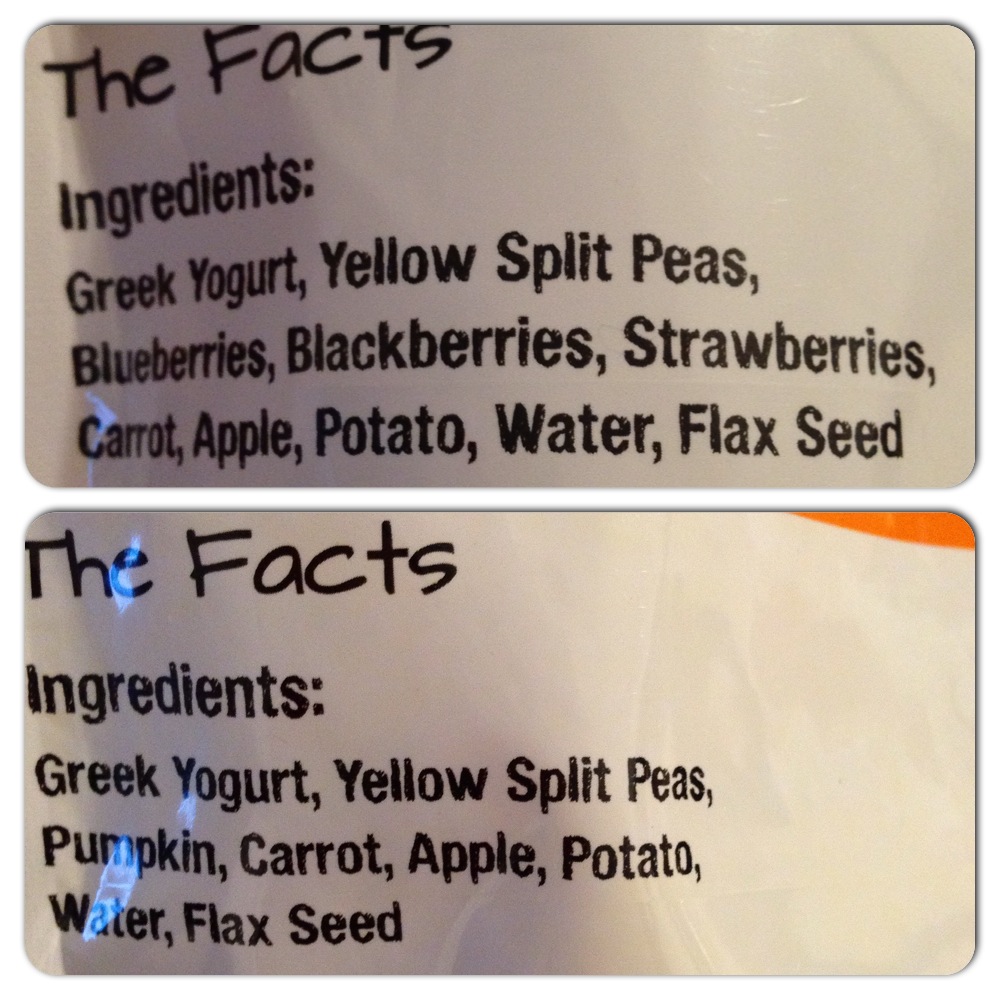 The Facts
Ingredients:
Greek Yogurt, Yellow Split Peas,
Blueberries, Blackberries, Strawberries,
Carrot, Apple, Potato, Water, Flax Seed
The Facts
Ingredients:
Greek Yogurt, Yellow Split Peas,
Pumpkin, Carrot, Apple, Potato,
Water, Flax Seed